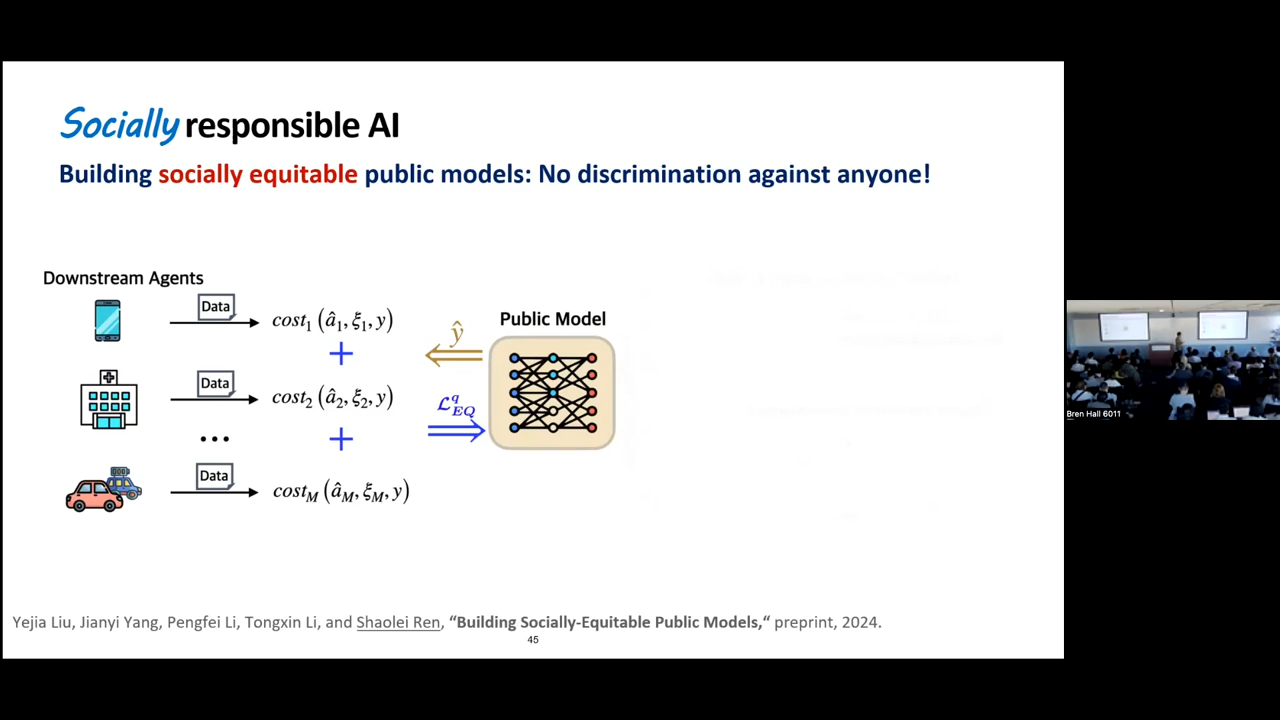 Socially responsible AI
Building socially equitable public models: No discrimination against anyone!
Downstream Agents
Data
cost₁ (â₁, ξ₁, y)
+
Data
cost₂ (â₂, ξ₂, y)
...
+
Data
cost_M (â_M, ξ_M, y)
ŷ
ℒ^q_EQ
Public Model
Yejia Liu, Jianyi Yang, Pengfei Li, Tongxin Li, and Shaolei Ren, “Building Socially-Equitable Public Models,“ preprint, 2024.
45
Bren Hall 6011